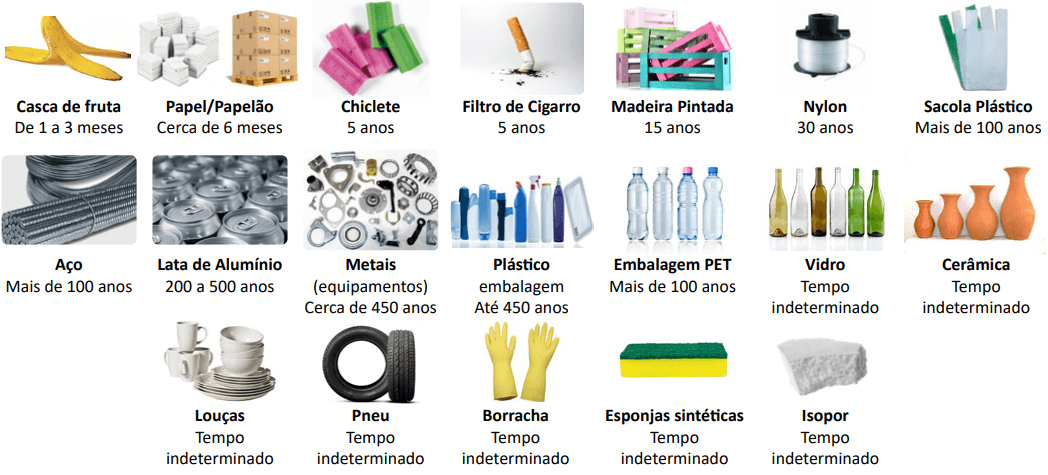 Casca de fruta
De 1 a 3 meses
Papel/Papelão
Cerca de 6 meses
Chiclete
5 anos
Filtro de Cigarro
5 anos
Madeira Pintada
15 anos
Nylon
30 anos
Sacola Plástico
Mais de 100 anos
Aço
Mais de 100 anos
Lata de Alumínio
200 a 500 anos
Metais
(equipamentos)
Cerca de 450 anos
Plástico
embalagem
Até 450 anos
Embalagem PET
Mais de 100 anos
Vidro
Tempo
indeterminado
Cerâmica
Tempo
indeterminado
Louças
Tempo
indeterminado
Pneu
Tempo
indeterminado
Borracha
Tempo
indeterminado
Esponjas sintéticas
Tempo
indeterminado
Isopor
Tempo
indeterminado